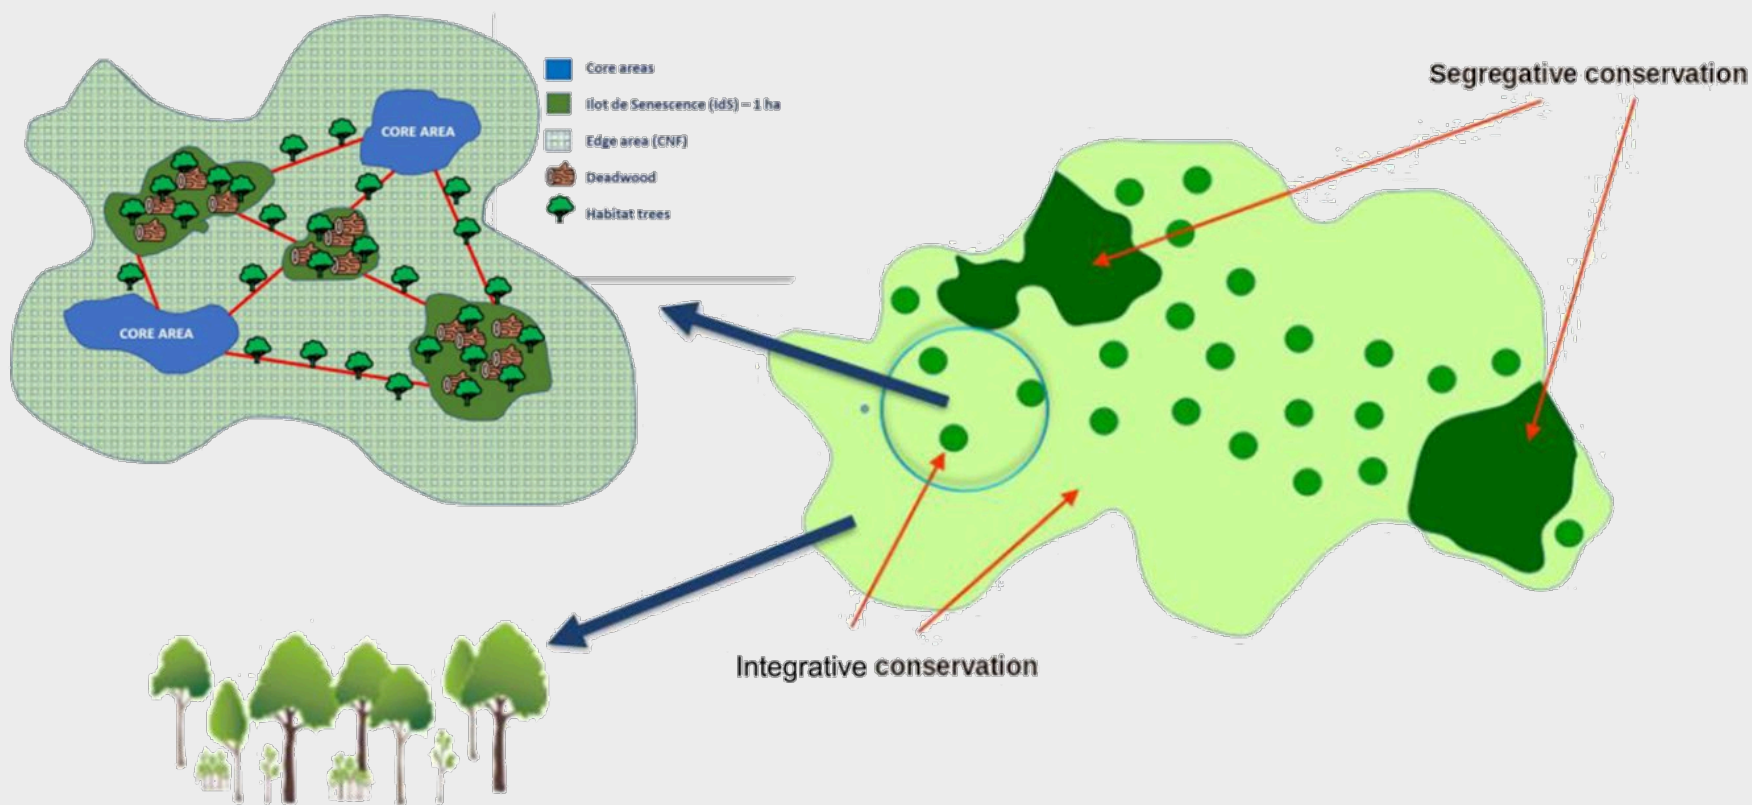 CORE AREA
CORE AREA
Core areas
Ilot de Senescence (IdS) – 1 ha
Edge area (CNF)
Deadwood
Habitat trees
Segregative conservation
Integrative conservation